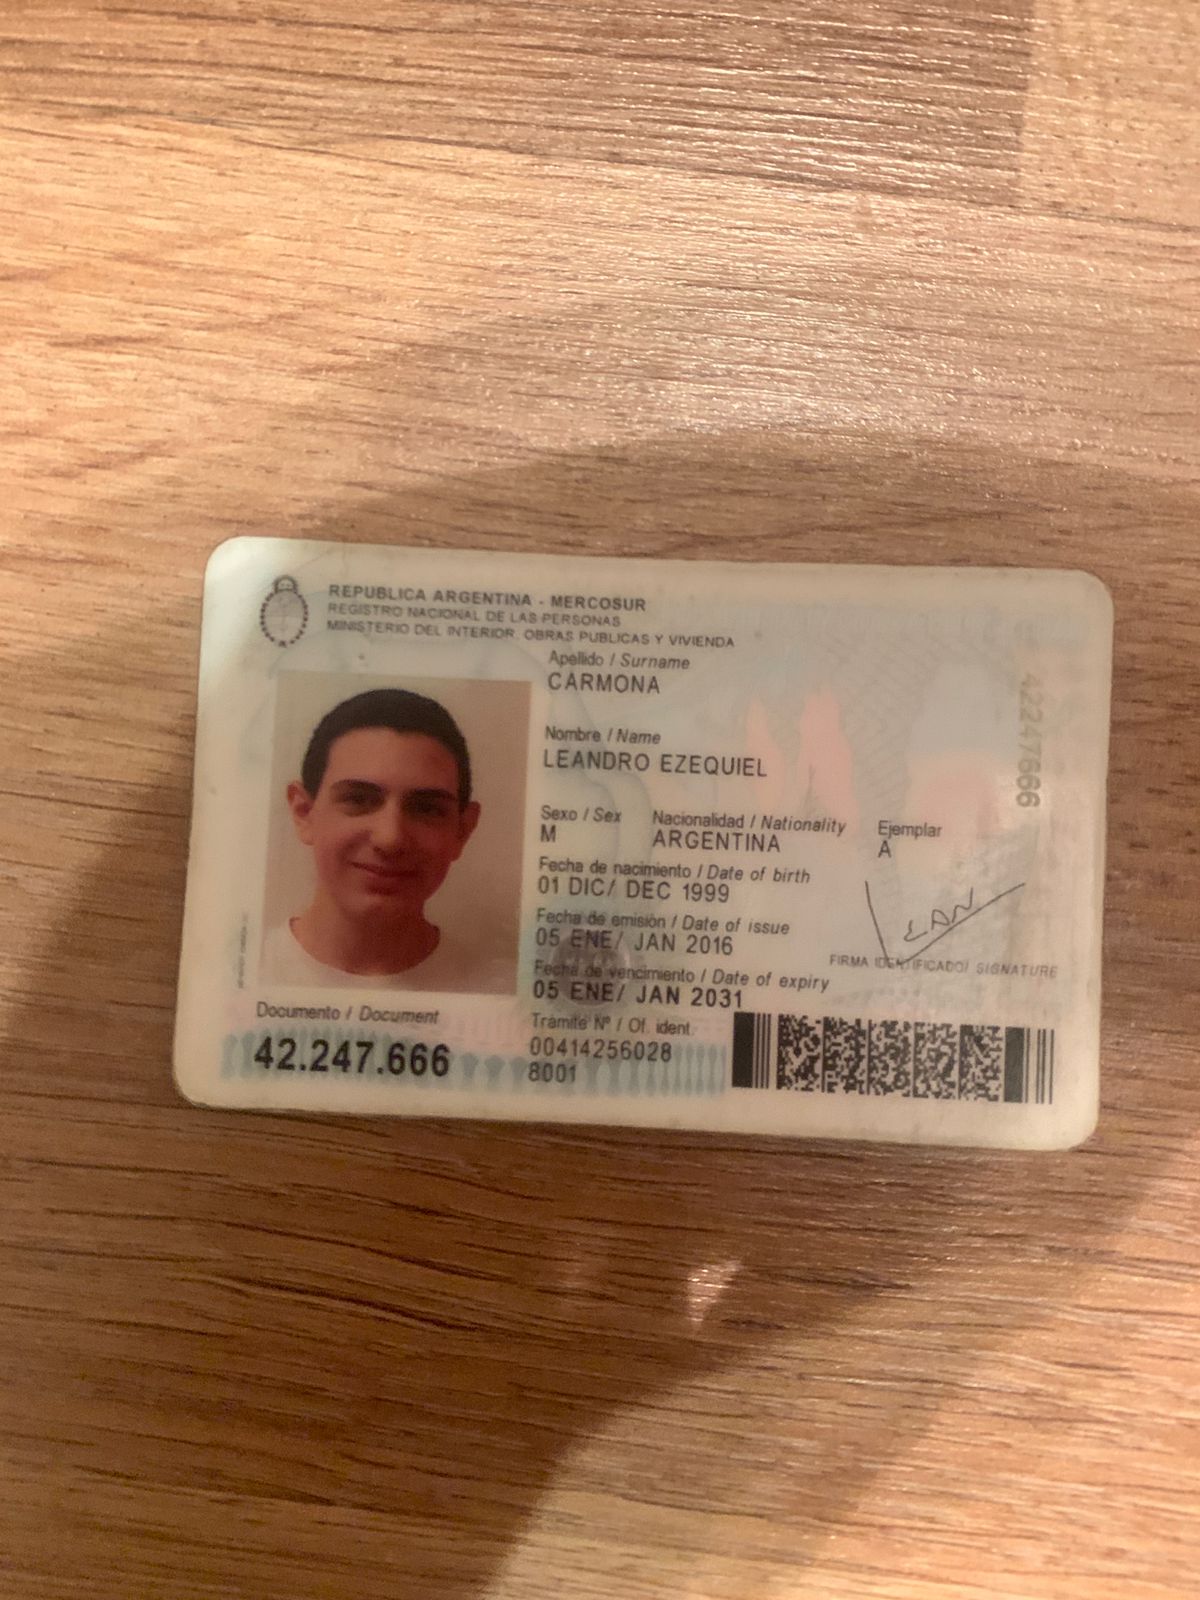 REPUBLICA ARGENTINA - MERCOSUR
REGISTRO NACIONAL DE LAS PERSONAS
MINISTERIO DEL INTERIOR, OBRAS PUBLICAS Y VIVIENDA
Apellido / Surname
CARMONA
Nombre / Name
LEANDRO EZEQUIEL
Sexo / Sex Nacionalidad / Nationality Ejemplar
M ARGENTINA A
Fecha de nacimiento / Date of birth
01 DIC/ DEC 1999
Fecha de emisión / Date of issue
05 ENE/ JAN 2016
Fecha de vencimiento / Date of expiry
05 ENE/ JAN 2031
FIRMA IDENTIFICADO/ SIGNATURE
Documento / Document
42.247.666
Trámite Nº / Of. ident.
00414256028
8001
42247666